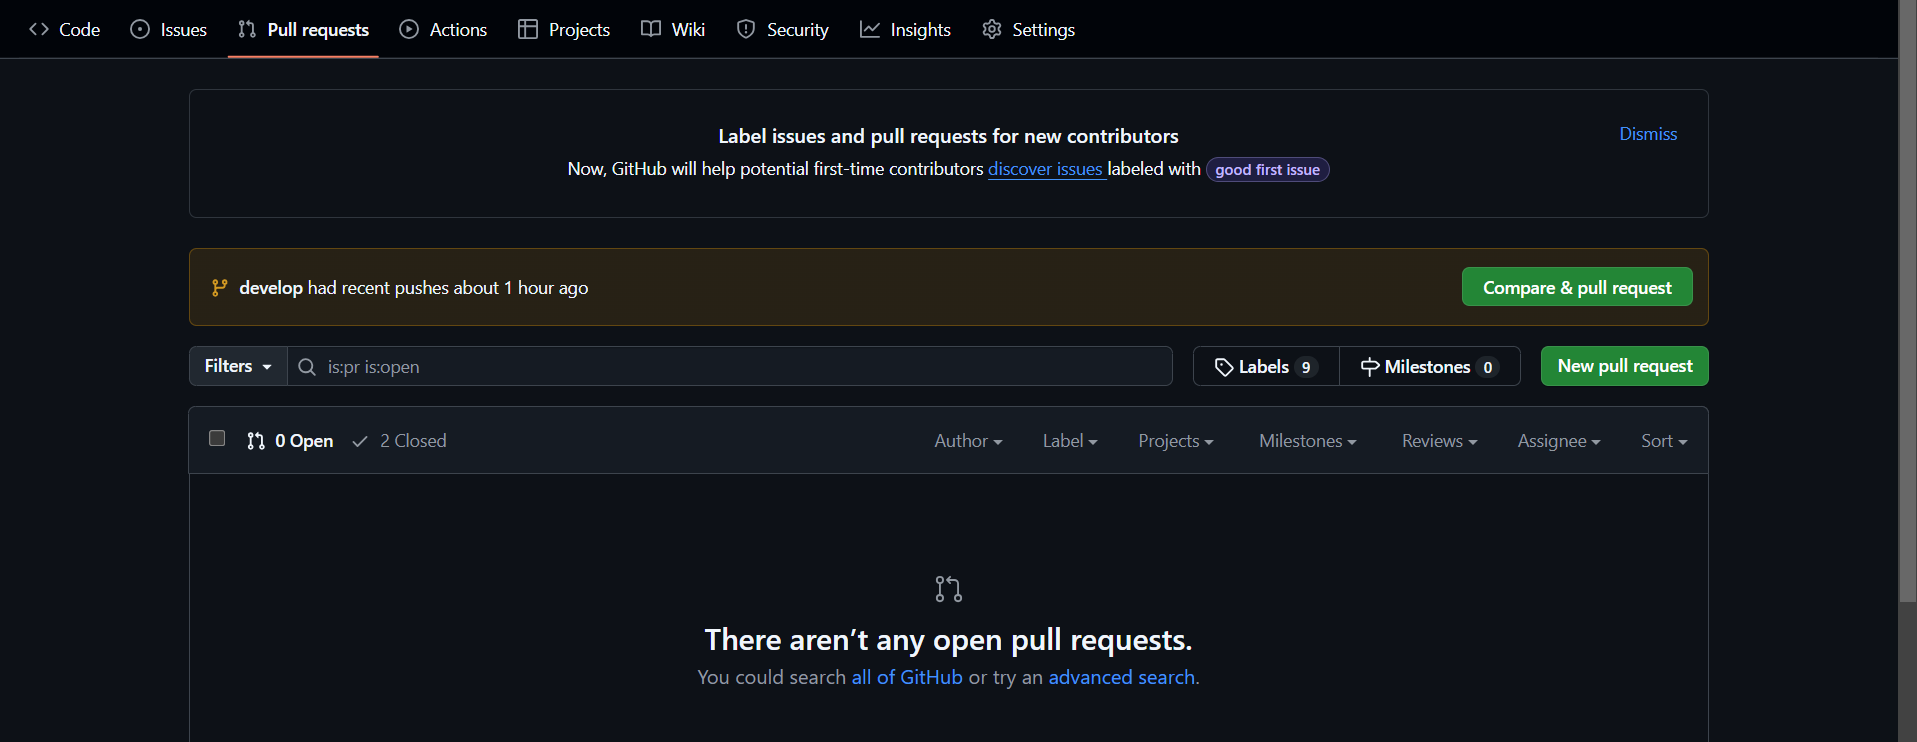 Code Issues Pull requests Actions Projects Wiki Security Insights Settings
Label issues and pull requests for new contributors
Dismiss
Now, GitHub will help potential first-time contributors discover issues labeled with good first issue
develop had recent pushes about 1 hour ago
Compare & pull request
Filters is:pr is:open Labels 9 Milestones 0 New pull request
0 Open 2 Closed Author Label Projects Milestones Reviews Assignee Sort
There aren’t any open pull requests.
You could search all of GitHub or try an advanced search.